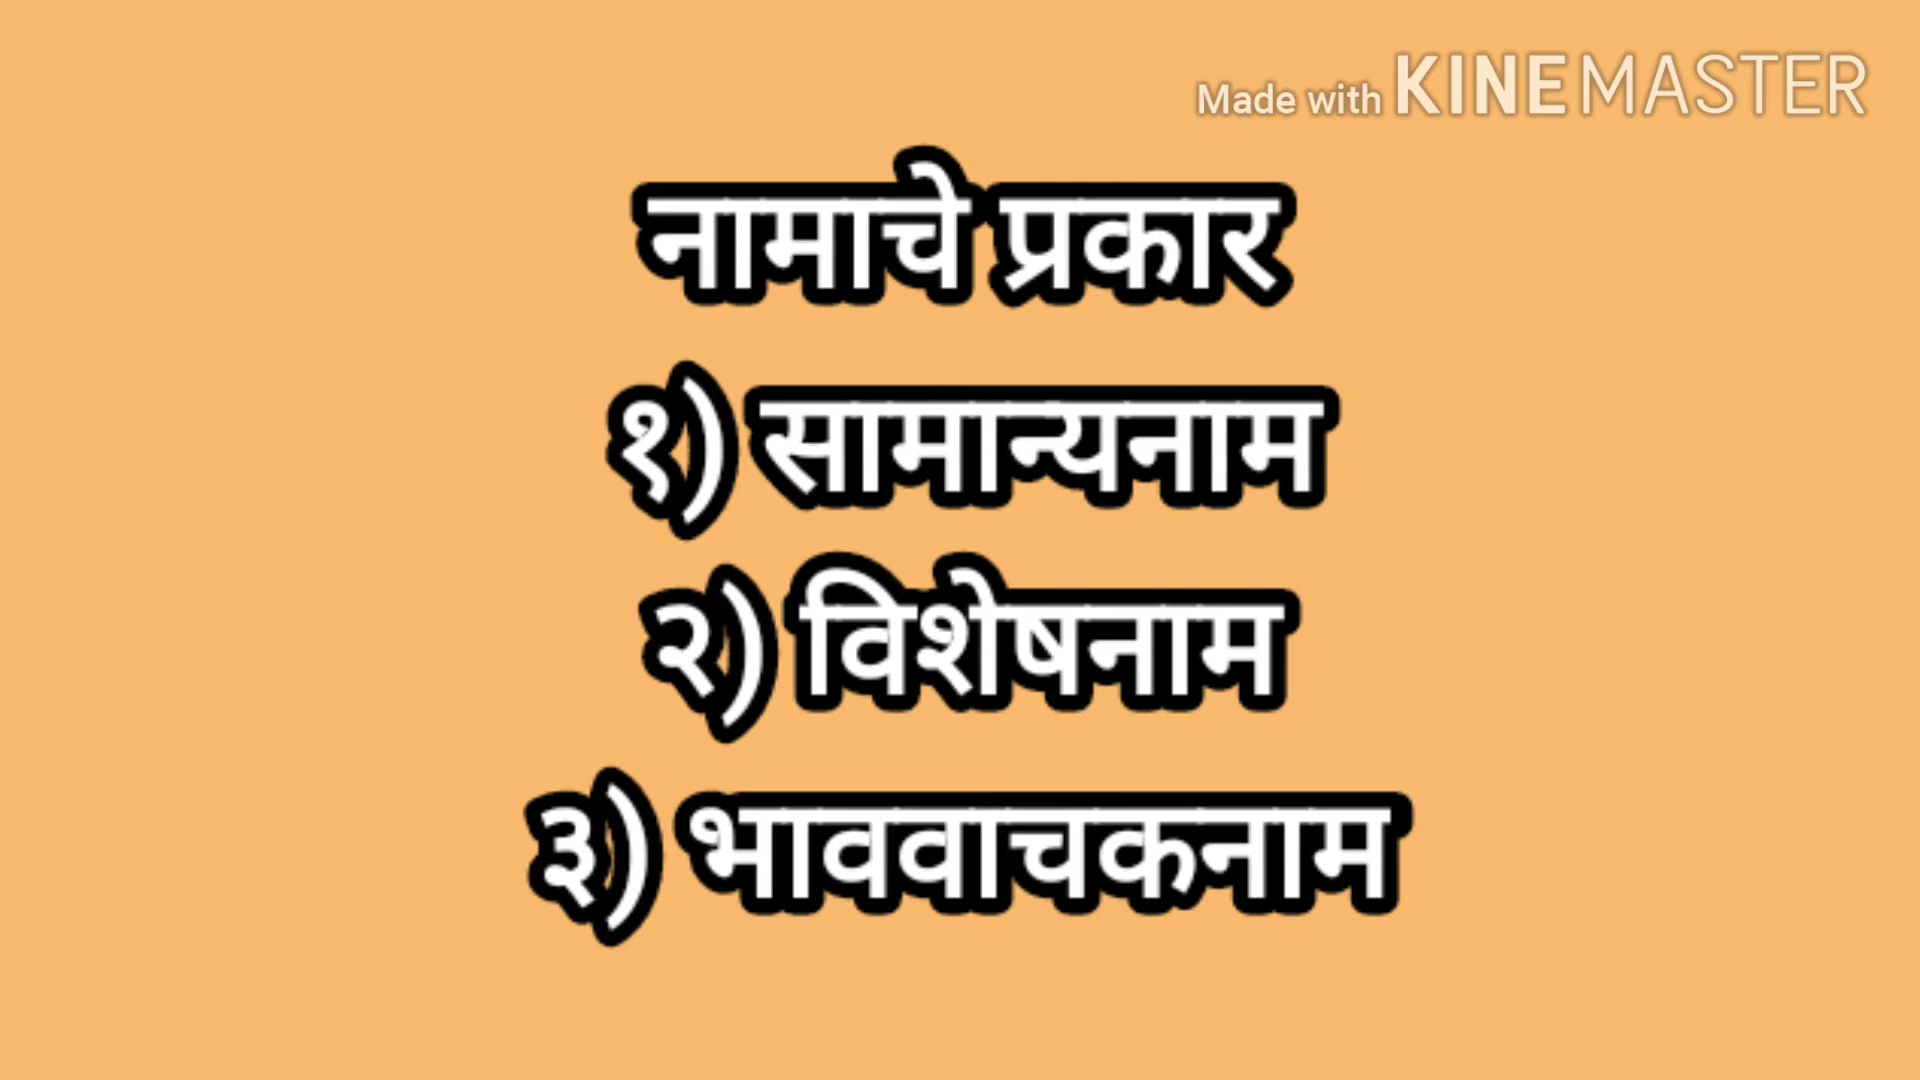 Made with KINEMASTER
नामाचे प्रकार
१) सामान्यनाम
२) विशेषनाम
३) भाववाचकनाम